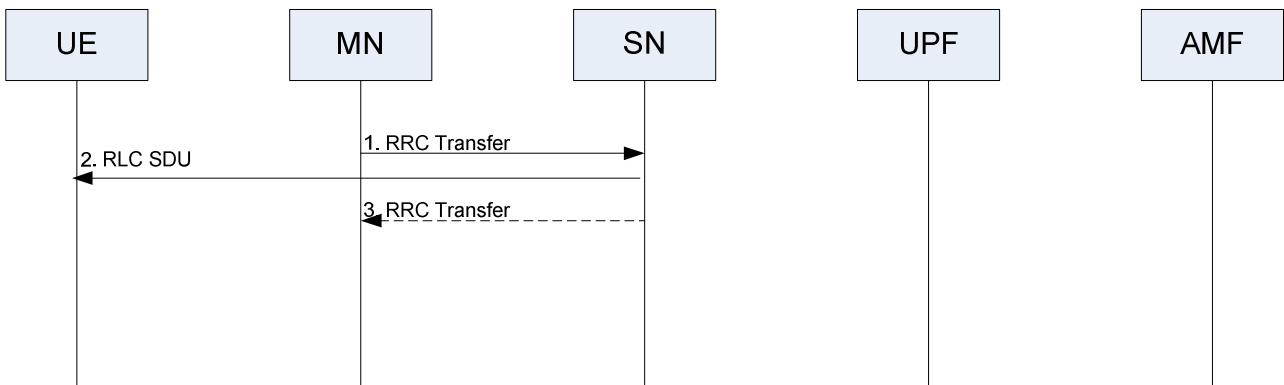 UE
MN
SN
UPF
AMF
1. RRC Transfer
2. RLC SDU
3. RRC Transfer